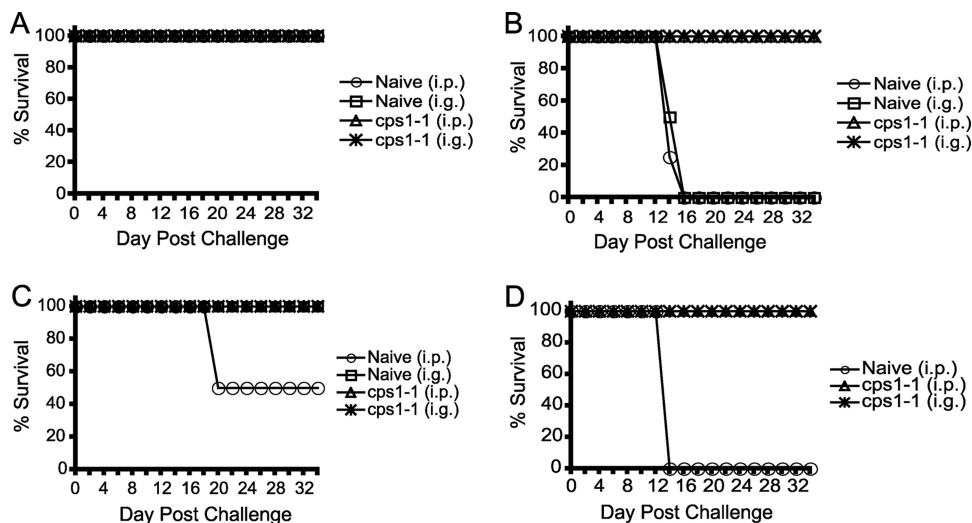 A
% Survival
100
80
60
40
20
0
0 4 8 12 16 20 24 28 32
Day Post Challenge
Naive (i.p.)
Naive (i.g.)
cps1-1 (i.p.)
cps1-1 (i.g.)
B
% Survival
100
80
60
40
20
0
0 4 8 12 16 20 24 28 32
Day Post Challenge
Naive (i.p.)
Naive (i.g.)
cps1-1 (i.p.)
cps1-1 (i.g.)
C
% Survival
100
80
60
40
20
0
0 4 8 12 16 20 24 28 32
Day Post Challenge
Naive (i.p.)
Naive (i.g.)
cps1-1 (i.p.)
cps1-1 (i.g.)
D
% Survival
100
80
60
40
20
0
0 4 8 12 16 20 24 28 32
Day Post Challenge
Naive (i.p.)
cps1-1 (i.p.)
cps1-1 (i.g.)